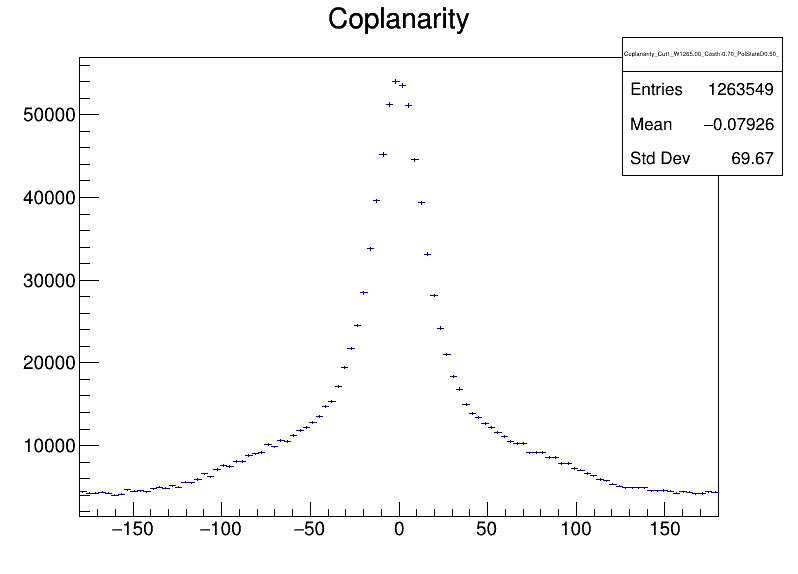 Coplanarity
Coplanarity_Cut1_W1265.00_Costh-0.70_PolStateD0.50_
Entries 1263549
Mean −0.07926
Std Dev 69.67
50000
40000
30000
20000
10000
−150 −100 −50 0 50 100 150